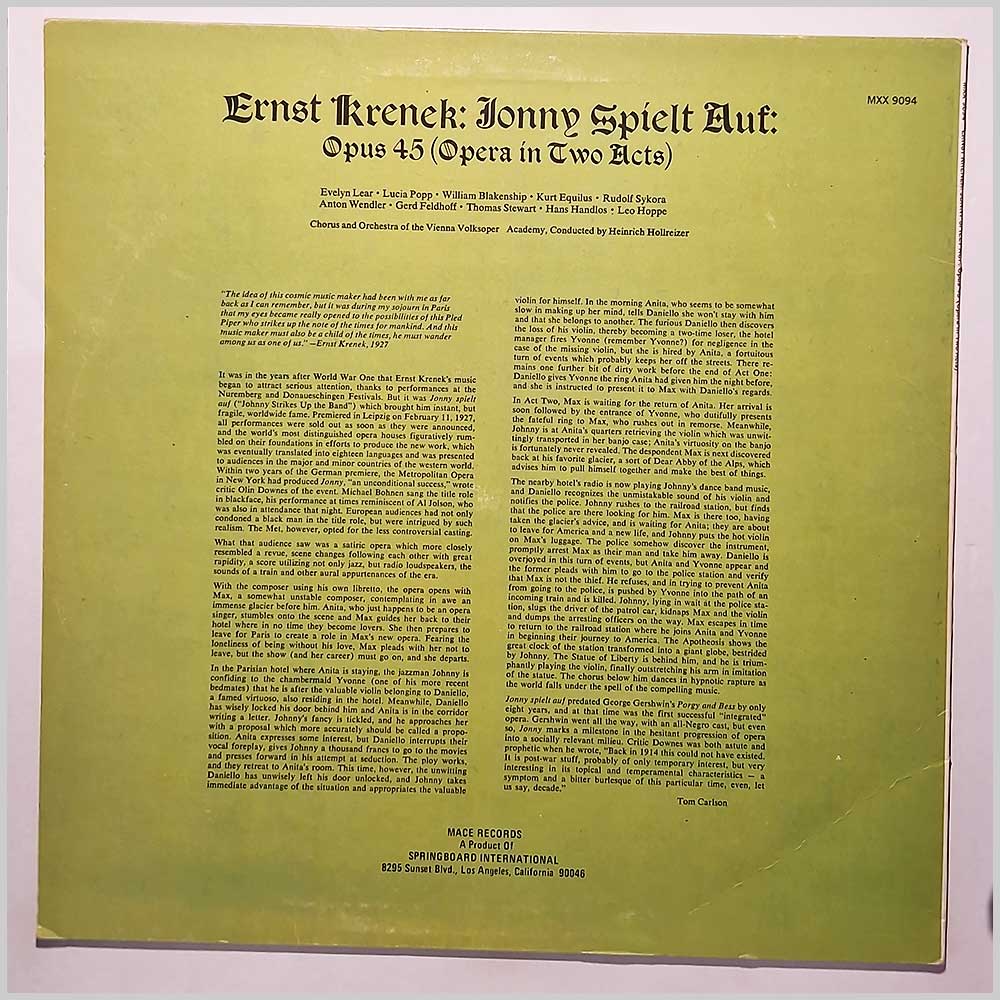 Ernst Krenek: Jonny Spielt Auf:
MXX 9094
Opus 45 (Opera in Two Acts)
Evelyn Lear • Lucia Popp • William Blakenship • Kurt Equilus • Rudolf Sykora
Anton Wendler • Gerd Feldhoff • Thomas Stewart • Hans Handlos • Leo Hoppe
Chorus and Orchestra of the Vienna Volksoper Academy, Conducted by Heinrich Hollreizer
"The idea of this cosmic music maker had been with me as far
back as I can remember, but it was during my sojourn in Paris
that my eyes became really opened to the possibilities of this Pied
Piper who strikes up the note of the times for mankind. And this
music maker must also be a child of the times, he must wander
among us as one of us." —Ernst Krenek, 1927
It was in the years after World War One that Ernst Krenek's music
began to attract serious attention, thanks to performances at the
Nuremberg and Donaueschingen Festivals. But it was Jonny spielt
auf ("Johnny Strikes Up the Band") which brought him instant, but
fragile, worldwide fame. Premiered in Leipzig on February 11, 1927,
all performances were sold out as soon as they were announced,
and the world's most distinguished opera houses figuratively rum-
bled on their foundations in efforts to produce the new work, which
was eventually translated into eighteen languages and was presented
to audiences in the major and minor countries of the western world.
Within two years of the German premiere, the Metropolitan Opera
in New York had produced Jonny, "an unconditional success," wrote
critic Olin Downes of the event. Michael Bohnen sang the title role
in blackface, his performance at times reminiscent of Al Jolson, who
was also in attendance that night. European audiences had not only
condoned a black man in the title role, but were intrigued by such
realism. The Met, however, opted for the less controversial casting.
What that audience saw was a satiric opera which more closely
resembled a revue, scene changes following each other with great
rapidity, a score utilizing not only jazz, but radio loudspeakers, the
sounds of a train and other aural appurtenances of the era.
With the composer using his own libretto, the opera opens with
Max, a somewhat unstable composer, contemplating in awe an
immense glacier before him. Anita, who just happens to be an opera
singer, stumbles onto the scene and Max guides her back to their
hotel where in no time they become lovers. She then prepares to
leave for Paris to create a role in Max's new opera. Fearing the
loneliness of being without his love, Max pleads with her not to
leave, but the show (and her career) must go on, and she departs.
In the Parisian hotel where Anita is staying, the jazzman Johnny is
confiding to the chambermaid Yvonne (one of his more recent
bedmates) that he is after the valuable violin belonging to Daniello,
a famed virtuoso, also residing in the hotel. Meanwhile, Daniello
has wisely locked his door behind him and Anita is in the corridor
writing a letter. Johnny's fancy is tickled, and he approaches her
with a proposal which more accurately should be called a propo-
sition. Anita expresses some interest, but Daniello interrupts their
vocal foreplay, gives Johnny a thousand francs to go to the movies
and presses forward in his attempt at seduction. The ploy works,
and they retreat to Anita's room. This time, however, the unwitting
Daniello has unwisely left his door unlocked, and Johnny takes
immediate advantage of the situation and appropriates the valuable
violin for himself. In the morning Anita, who seems to be somewhat
slow in making up her mind, tells Daniello she won't stay with him
and that she belongs to another. The furious Daniello then discovers
the loss of his violin, thereby becoming a two-time loser, the hotel
manager fires Yvonne (remember Yvonne?) for negligence in the
case of the missing violin, but she is hired by Anita, a fortuitous
turn of events which probably keeps her off the streets. There re-
mains one further bit of dirty work before the end of Act One:
Daniello gives Yvonne the ring Anita had given him the night before,
and she is instructed to present it to Max with Daniello's regards.
In Act Two, Max is waiting for the return of Anita. Her arrival is
soon followed by the entrance of Yvonne, who dutifully presents
the fateful ring to Max, who rushes out in remorse. Meanwhile,
Johnny is at Anita's quarters retrieving the violin which was unwit-
tingly transported in her banjo case; Anita's virtuosity on the banjo
is fortunately never revealed. The despondent Max is next discovered
back at his favorite glacier, a sort of Dear Abby of the Alps, which
advises him to pull himself together and make the best of things.
The nearby hotel's radio is now playing Johnny's dance band music,
and Daniello recognizes the unmistakable sound of his violin and
notifies the police. Johnny rushes to the railroad station, but finds
that the police are there looking for him. Max is there too, having
taken the glacier's advice, and is waiting for Anita; they are about
to leave for America and a new life, and Johnny puts the hot violin
on Max's luggage. The police somehow discover the instrument,
promptly arrest Max as their man and take him away. Daniello is
overjoyed in this turn of events, but Anita and Yvonne appear and
the former pleads with him to go to the police station and verify
that Max is not the thief. He refuses, and in trying to prevent Anita
from going to the police, is pushed by Yvonne into the path of an
incoming train and is killed. Johnny, lying in wait at the police sta-
tion, slugs the driver of the patrol car, kidnaps Max and the violin
and dumps the arresting officers on the way. Max escapes in time
to return to the railroad station where he joins Anita and Yvonne
in beginning their journey to America. The Apotheosis shows the
great clock of the station transformed into a giant globe, bestrided
by Johnny. The Statue of Liberty is behind him, and he is trium-
phantly playing the violin, finally outstretching his arm in imitation
of the statue. The chorus below him dances in hypnotic rapture as
the world falls under the spell of the compelling music.
Jonny spielt auf predated George Gershwin's Porgy and Bess by only
eight years, and at that time was the first successful "integrated"
opera. Gershwin went all the way, with an all-Negro cast, but even
so, Jonny marks a milestone in the hesitant progression of opera
into a socially relevant milieu. Critic Downes was both astute and
prophetic when he wrote, "Back in 1914 this could not have existed.
It is post-war stuff, probably of only temporary interest, but very
interesting in its topical and temperamental characteristics — a
symptom and a bitter burlesque of this particular time, even, let
us say, decade."
Tom Carlson
MACE RECORDS
A Product Of
SPRINGBOARD INTERNATIONAL
8295 Sunset Blvd., Los Angeles, California 90046